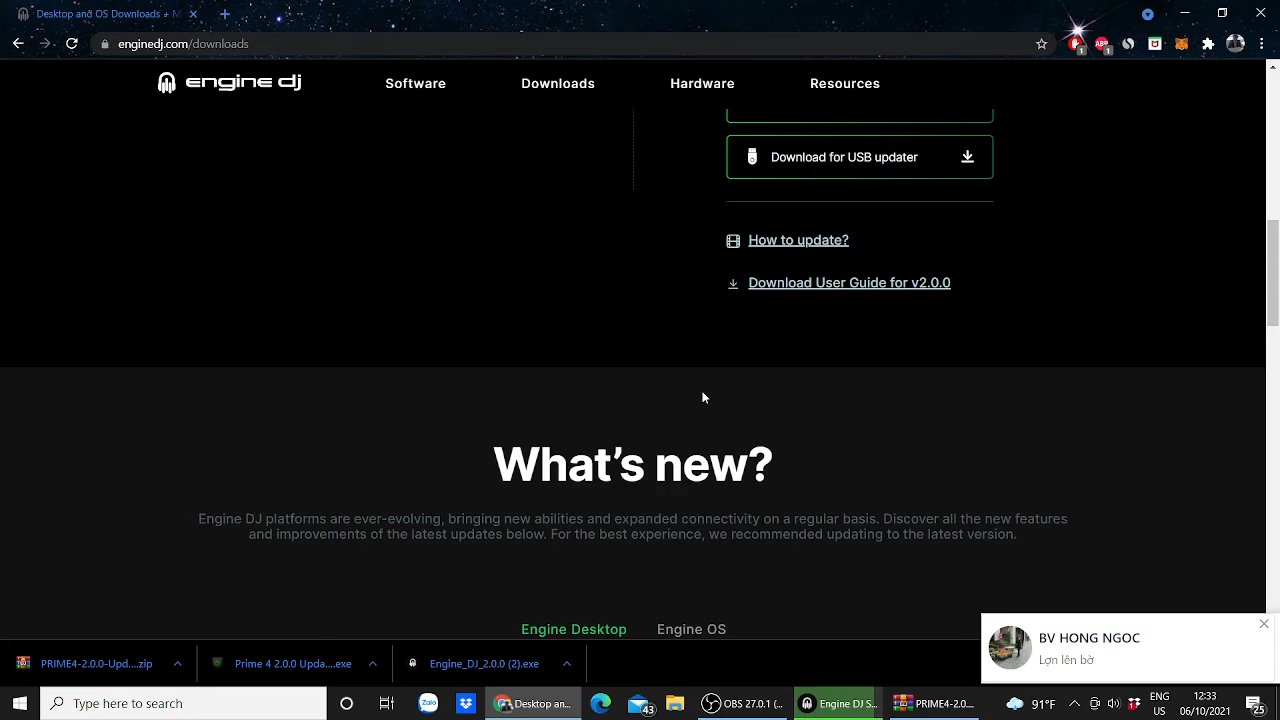 Desktop and OS Downloads + M
enginedj.com/downloads
1
1
engine dj
Software
Downloads
Hardware
Resources
Download for USB updater
How to update?
Download User Guide for v2.0.0
What's new?
Engine DJ platforms are ever-evolving, bringing new abilities and expanded connectivity on a regular basis. Discover all the new features
and improvements of the latest updates below. For the best experience, we recommended updating to the latest version.
Engine Desktop
Engine OS
BV HONG NGOC
Lợn lên bờ
PRIME4-2.0.0-Upd....zip
Prime 4 2.0.0 Upda....exe
Engine_DJ_2.0.0 (2).exe
Type here to search
Zalo
43
Desktop an...
OBS 27.0.1 (...
Engine DJ S...
PRIME4-2.0...
91°F
ENG
US
12:33
06/10/2021
25